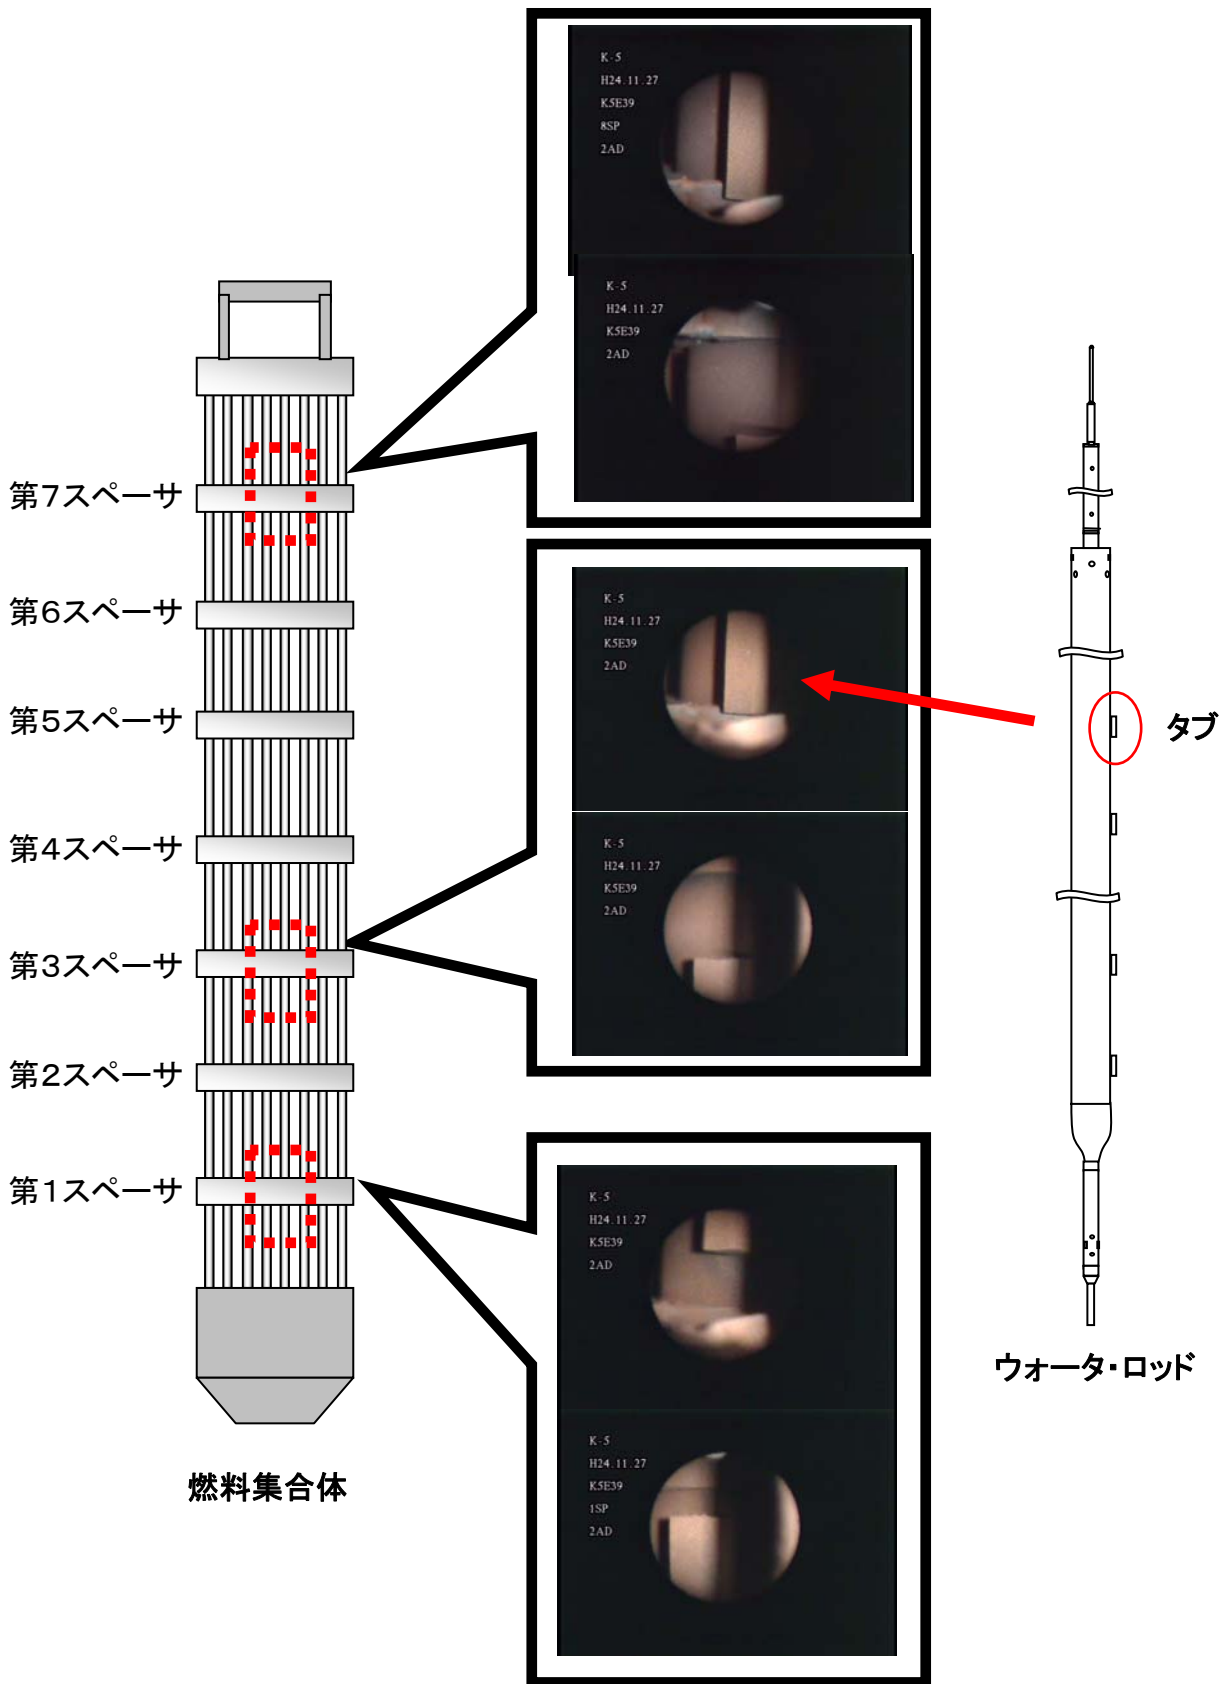 K-5
H24.11.27
K5E39
8SP
2AD
K-5
H24.11.27
K5E39
2AD
第7スペーサ
第6スペーサ
第5スペーサ
第4スペーサ
第3スペーサ
第2スペーサ
第1スペーサ
燃料集合体
K-5
H24.11.27
K5E39
2AD
K-5
H24.11.27
K5E39
2AD
K-5
H24.11.27
K5E39
2AD
K-5
H24.11.27
K5E39
1SP
2AD
タブ
ウォータ・ロッド